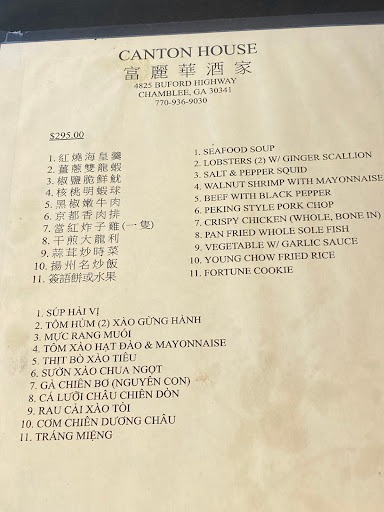 CANTON HOUSE
富麗華酒家
4825 BUFORD HIGHWAY
CHAMBLEE, GA 30341
770-936-9030
$295.00
1. 紅燒海皇羹
2. 薑蔥雙龍蝦
3. 椒鹽脆鮮魷
4. 核桃明蝦球
5. 黑椒嫩牛肉
6. 京都香肉排
7. 當紅炸子雞(一隻)
8. 干煎大龍利
9. 蒜茸炒時菜
10. 揚州名炒飯
11. 簽語餅或水果
1. SEAFOOD SOUP
2. LOBSTERS (2) W/ GINGER SCALLION
3. SALT & PEPPER SQUID
4. WALNUT SHRIMP WITH MAYONNAISE
5. BEEF WITH BLACK PEPPER
6. PEKING STYLE PORK CHOP
7. CRISPY CHICKEN (WHOLE, BONE IN)
8. PAN FRIED WHOLE SOLE FISH
9. VEGETABLE W/ GARLIC SAUCE
10. YOUNG CHOW FRIED RICE
11. FORTUNE COOKIE
1. SÚP HẢI VỊ
2. TÔM HÙM (2) XÀO GỪNG HÀNH
3. MỰC RANG MUỐI
4. TÔM XÀO HẠT ĐÀO & MAYONNAISE
5. THỊT BÒ XÀO TIÊU
6. SƯỜN XÀO CHUA NGỌT
7. GÀ CHIÊN BƠ (NGUYÊN CON)
8. CÁ LƯỠI CHÂU CHIÊN DÒN
9. RAU CẢI XÀO TỎI
10. CƠM CHIÊN DƯƠNG CHÂU
11. TRÁNG MIỆNG